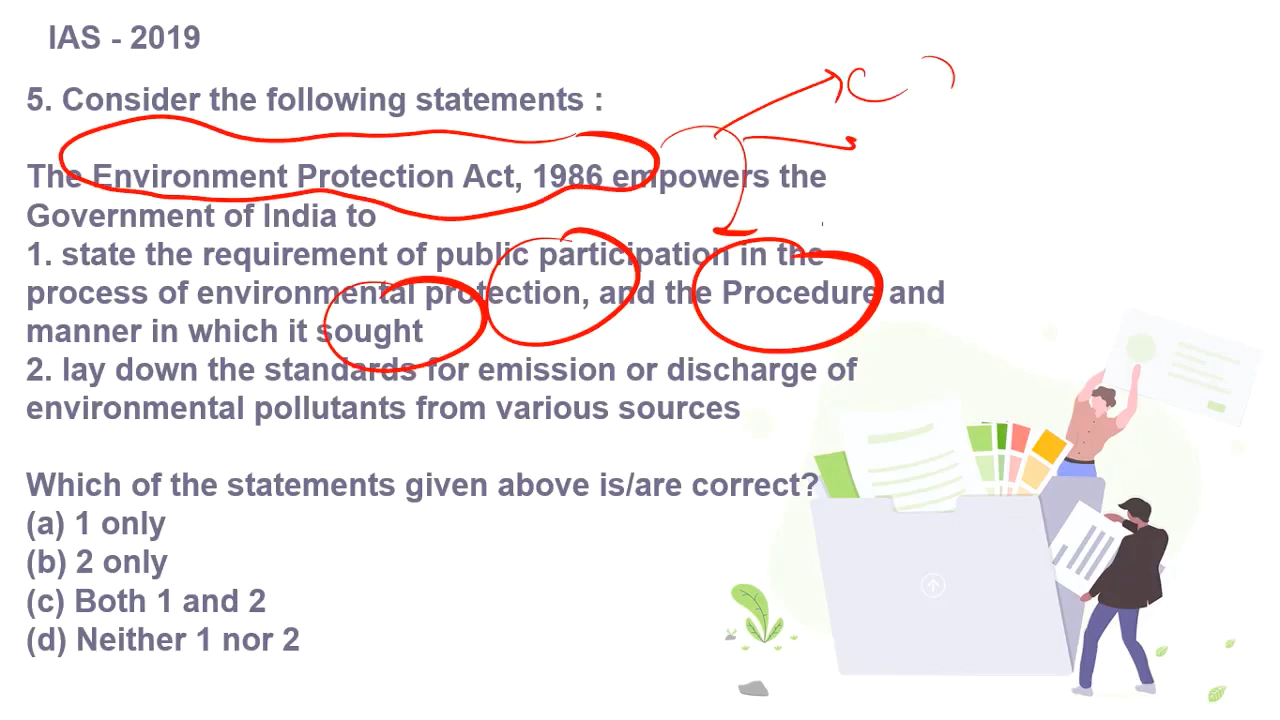 IAS - 2019
5. Consider the following statements :
The Environment Protection Act, 1986 empowers the
Government of India to
1. state the requirement of public participation in the
process of environmental protection, and the Procedure and
manner in which it sought
2. lay down the standards for emission or discharge of
environmental pollutants from various sources
Which of the statements given above is/are correct?
(a) 1 only
(b) 2 only
(c) Both 1 and 2
(d) Neither 1 nor 2